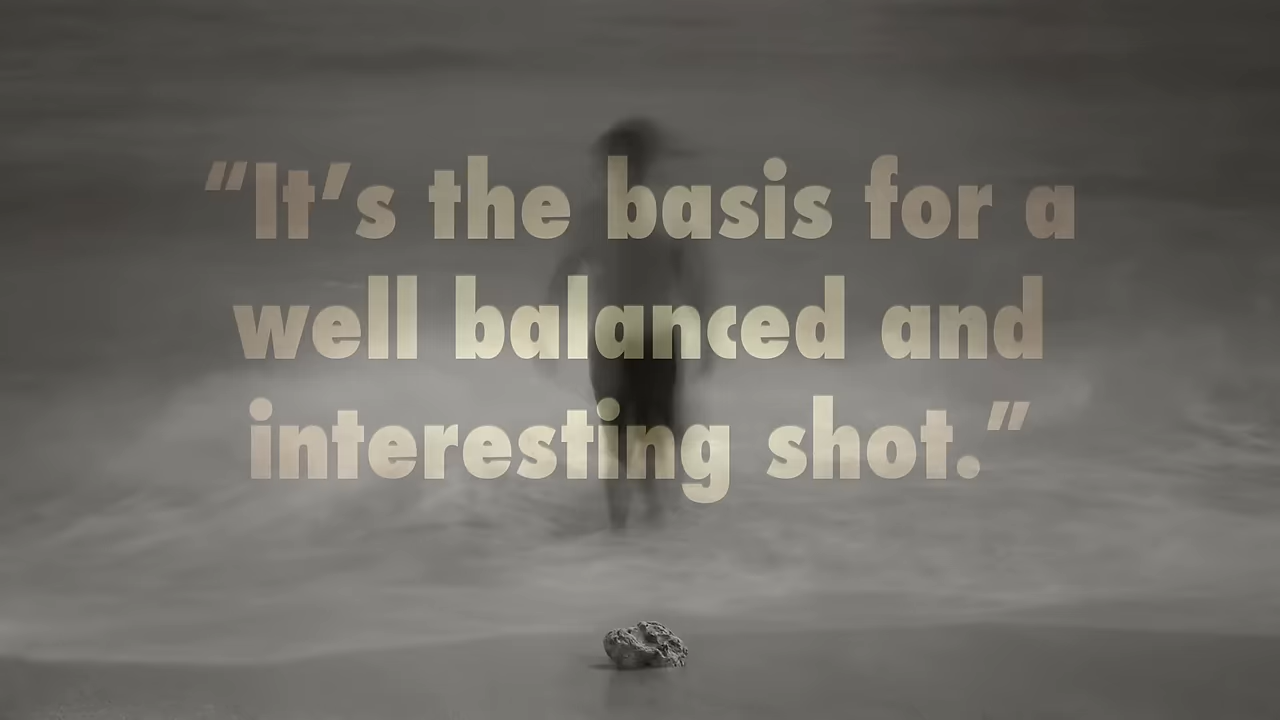 “It’s the basis for a
well balanced and
interesting shot.”